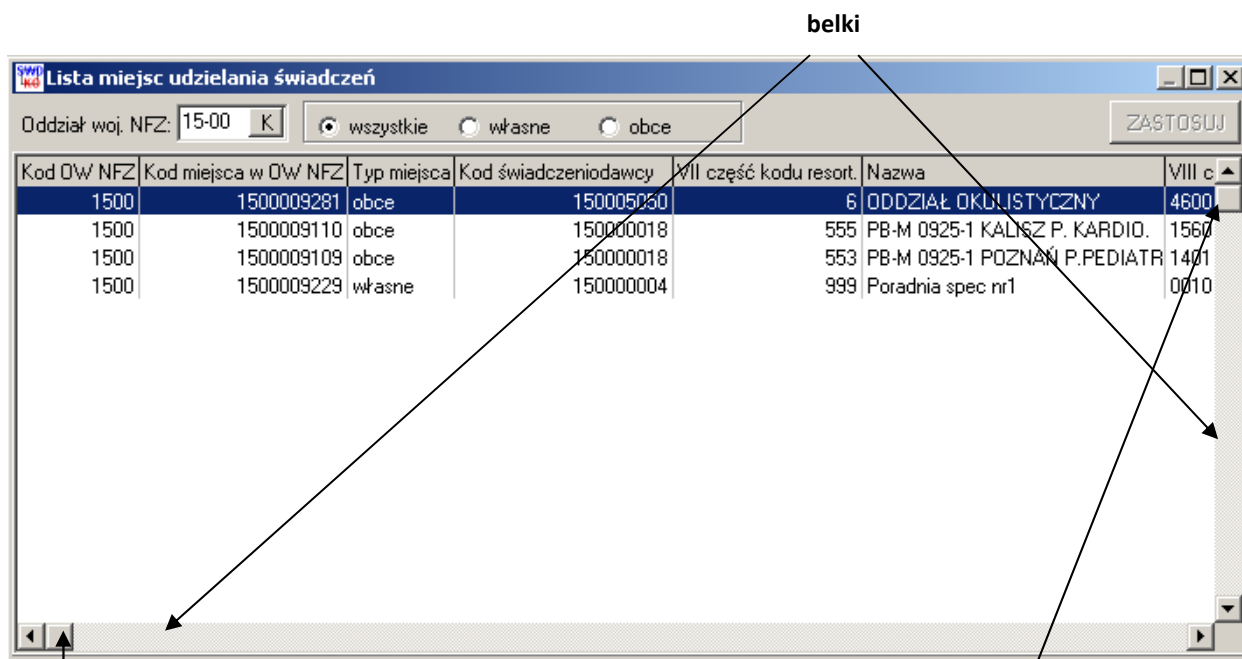 belki
SWD
KO
Lista miejsc udzielania świadczeń
Oddział woj. NFZ: 15-00 K wszystkie własne obce ZASTOSUJ
Kod OW NFZ Kod miejsca w OW NFZ Typ miejsca Kod świadczeniodawcy VII część kodu resort. Nazwa VIII c
1500 1500009281 obce 150005050 6 ODDZIAŁ OKULISTYCZNY 4600
1500 1500009110 obce 150000018 555 PB-M 0925-1 KALISZ P. KARDIO. 1560
1500 1500009109 obce 150000018 553 PB-M 0925-1 POZNAŃ P.PEDIATR 1401
1500 1500009229 własne 150000004 999 Poradnia spec nr1 0010